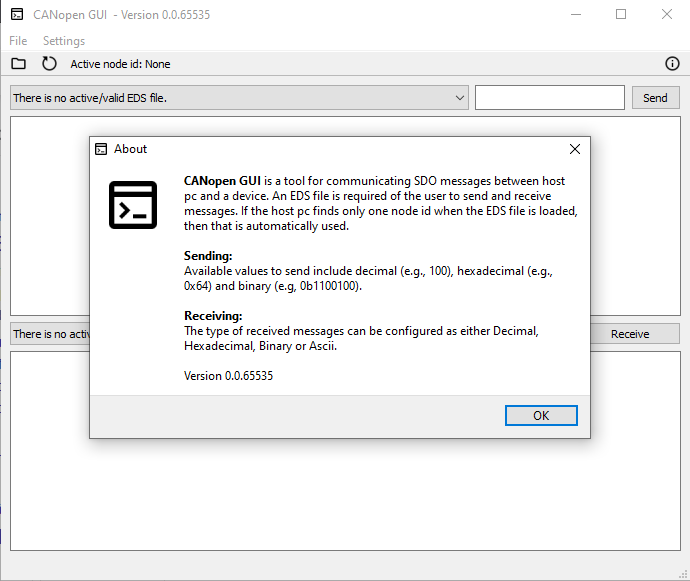 CANopen GUI - Version 0.0.65535
File Settings
Active node id: None
There is no active/valid EDS file.
Send
About
CANopen GUI is a tool for communicating SDO messages between host
pc and a device. An EDS file is required of the user to send and receive
messages. If the host pc finds only one node id when the EDS file is loaded,
then that is automatically used.
Sending:
Available values to send include decimal (e.g., 100), hexadecimal (e.g.,
0x64) and binary (e.g, 0b1100100).
Receiving:
The type of received messages can be configured as either Decimal,
Hexadecimal, Binary or Ascii.
Version 0.0.65535
OK
There is no activ
Receive